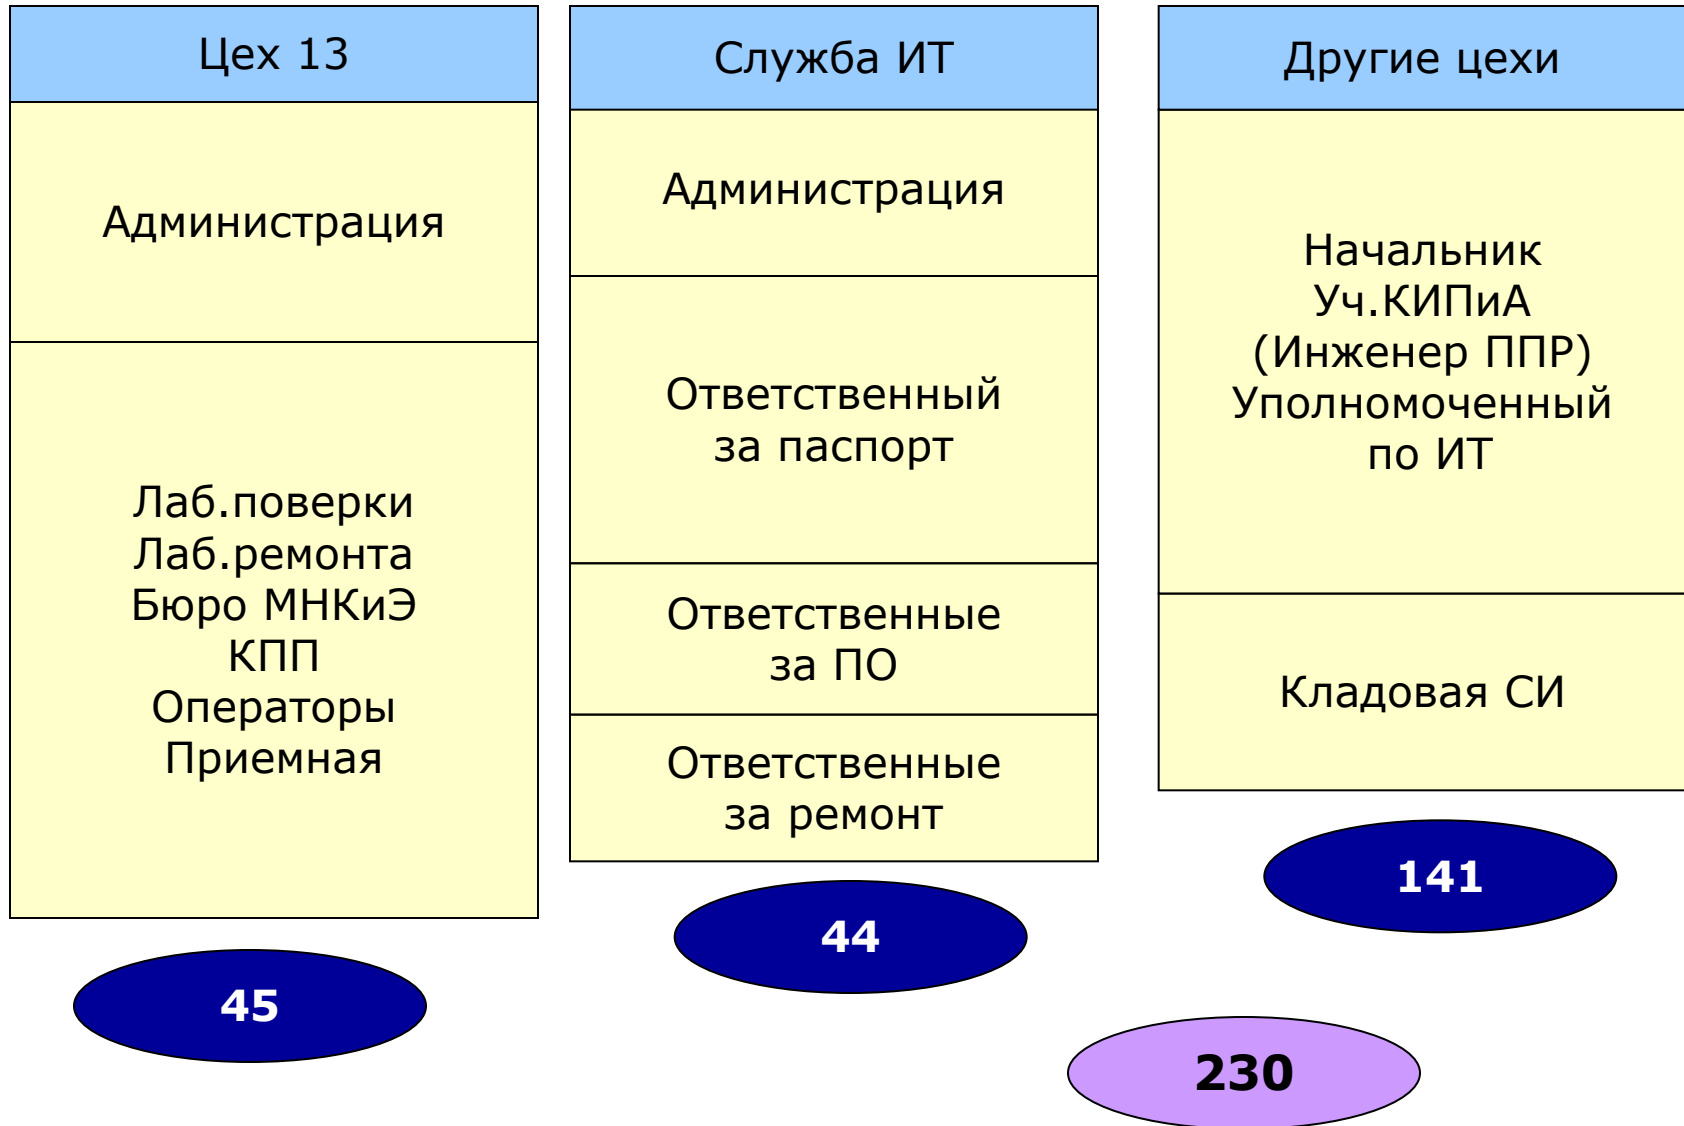 Цех 13
Администрация
Лаб.поверки
Лаб.ремонта
Бюро МНКиЭ
КПП
Операторы
Приемная
45
Служба ИТ
Администрация
Ответственный
за паспорт
Ответственные
за ПО
Ответственные
за ремонт
44
Другие цехи
Начальник
Уч.КИПиА
(Инженер ППР)
Уполномоченный
по ИТ
Кладовая СИ
141
230